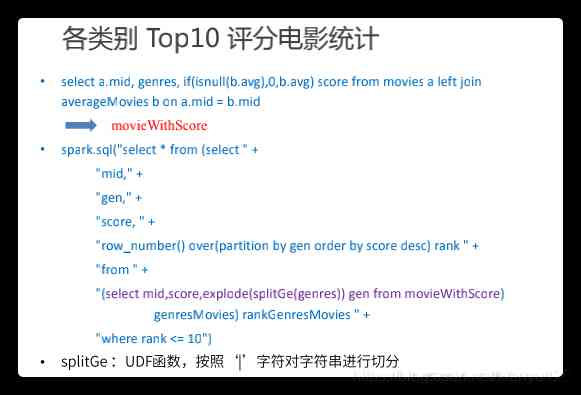 各类别 Top10 评分电影统计
• select a.mid, genres, if(isnull(b.avg),0,b.avg) score from movies a left join
averageMovies b on a.mid = b.mid
movieWithScore
• spark.sql("select * from (select " +
"mid," +
"gen," +
"score, " +
"row_number() over(partition by gen order by score desc) rank " +
"from " +
"(select mid,score,explode(splitGe(genres)) gen from movieWithScore)
genresMovies) rankGenresMovies " +
"where rank <= 10")
• splitGe：UDF函数，按照‘|’字符对字符串进行切分